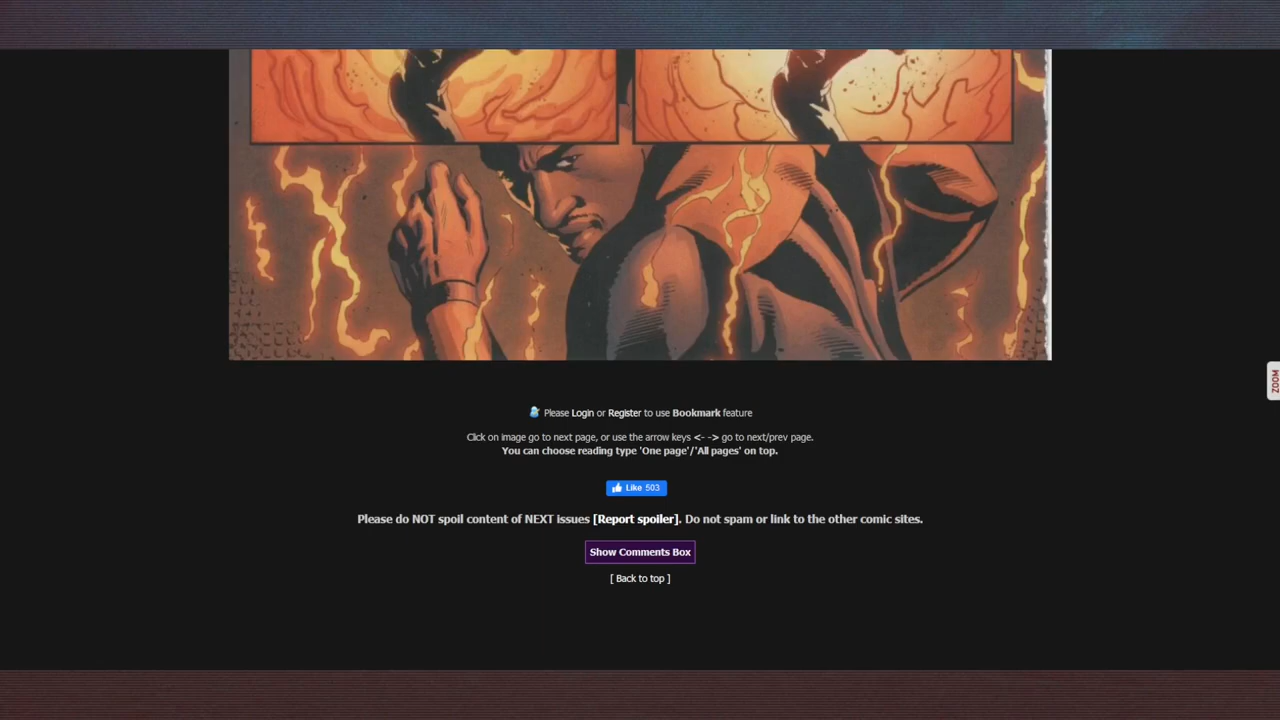 Please Login or Register to use Bookmark feature
Click on image go to next page, or use the arrow keys <- -> go to next/prev page.
You can choose reading type 'One page'/'All pages' on top.
Like 503
Please do NOT spoil content of NEXT issues [Report spoiler]. Do not spam or link to the other comic sites.
Show Comments Box
[ Back to top ]
ZOOM